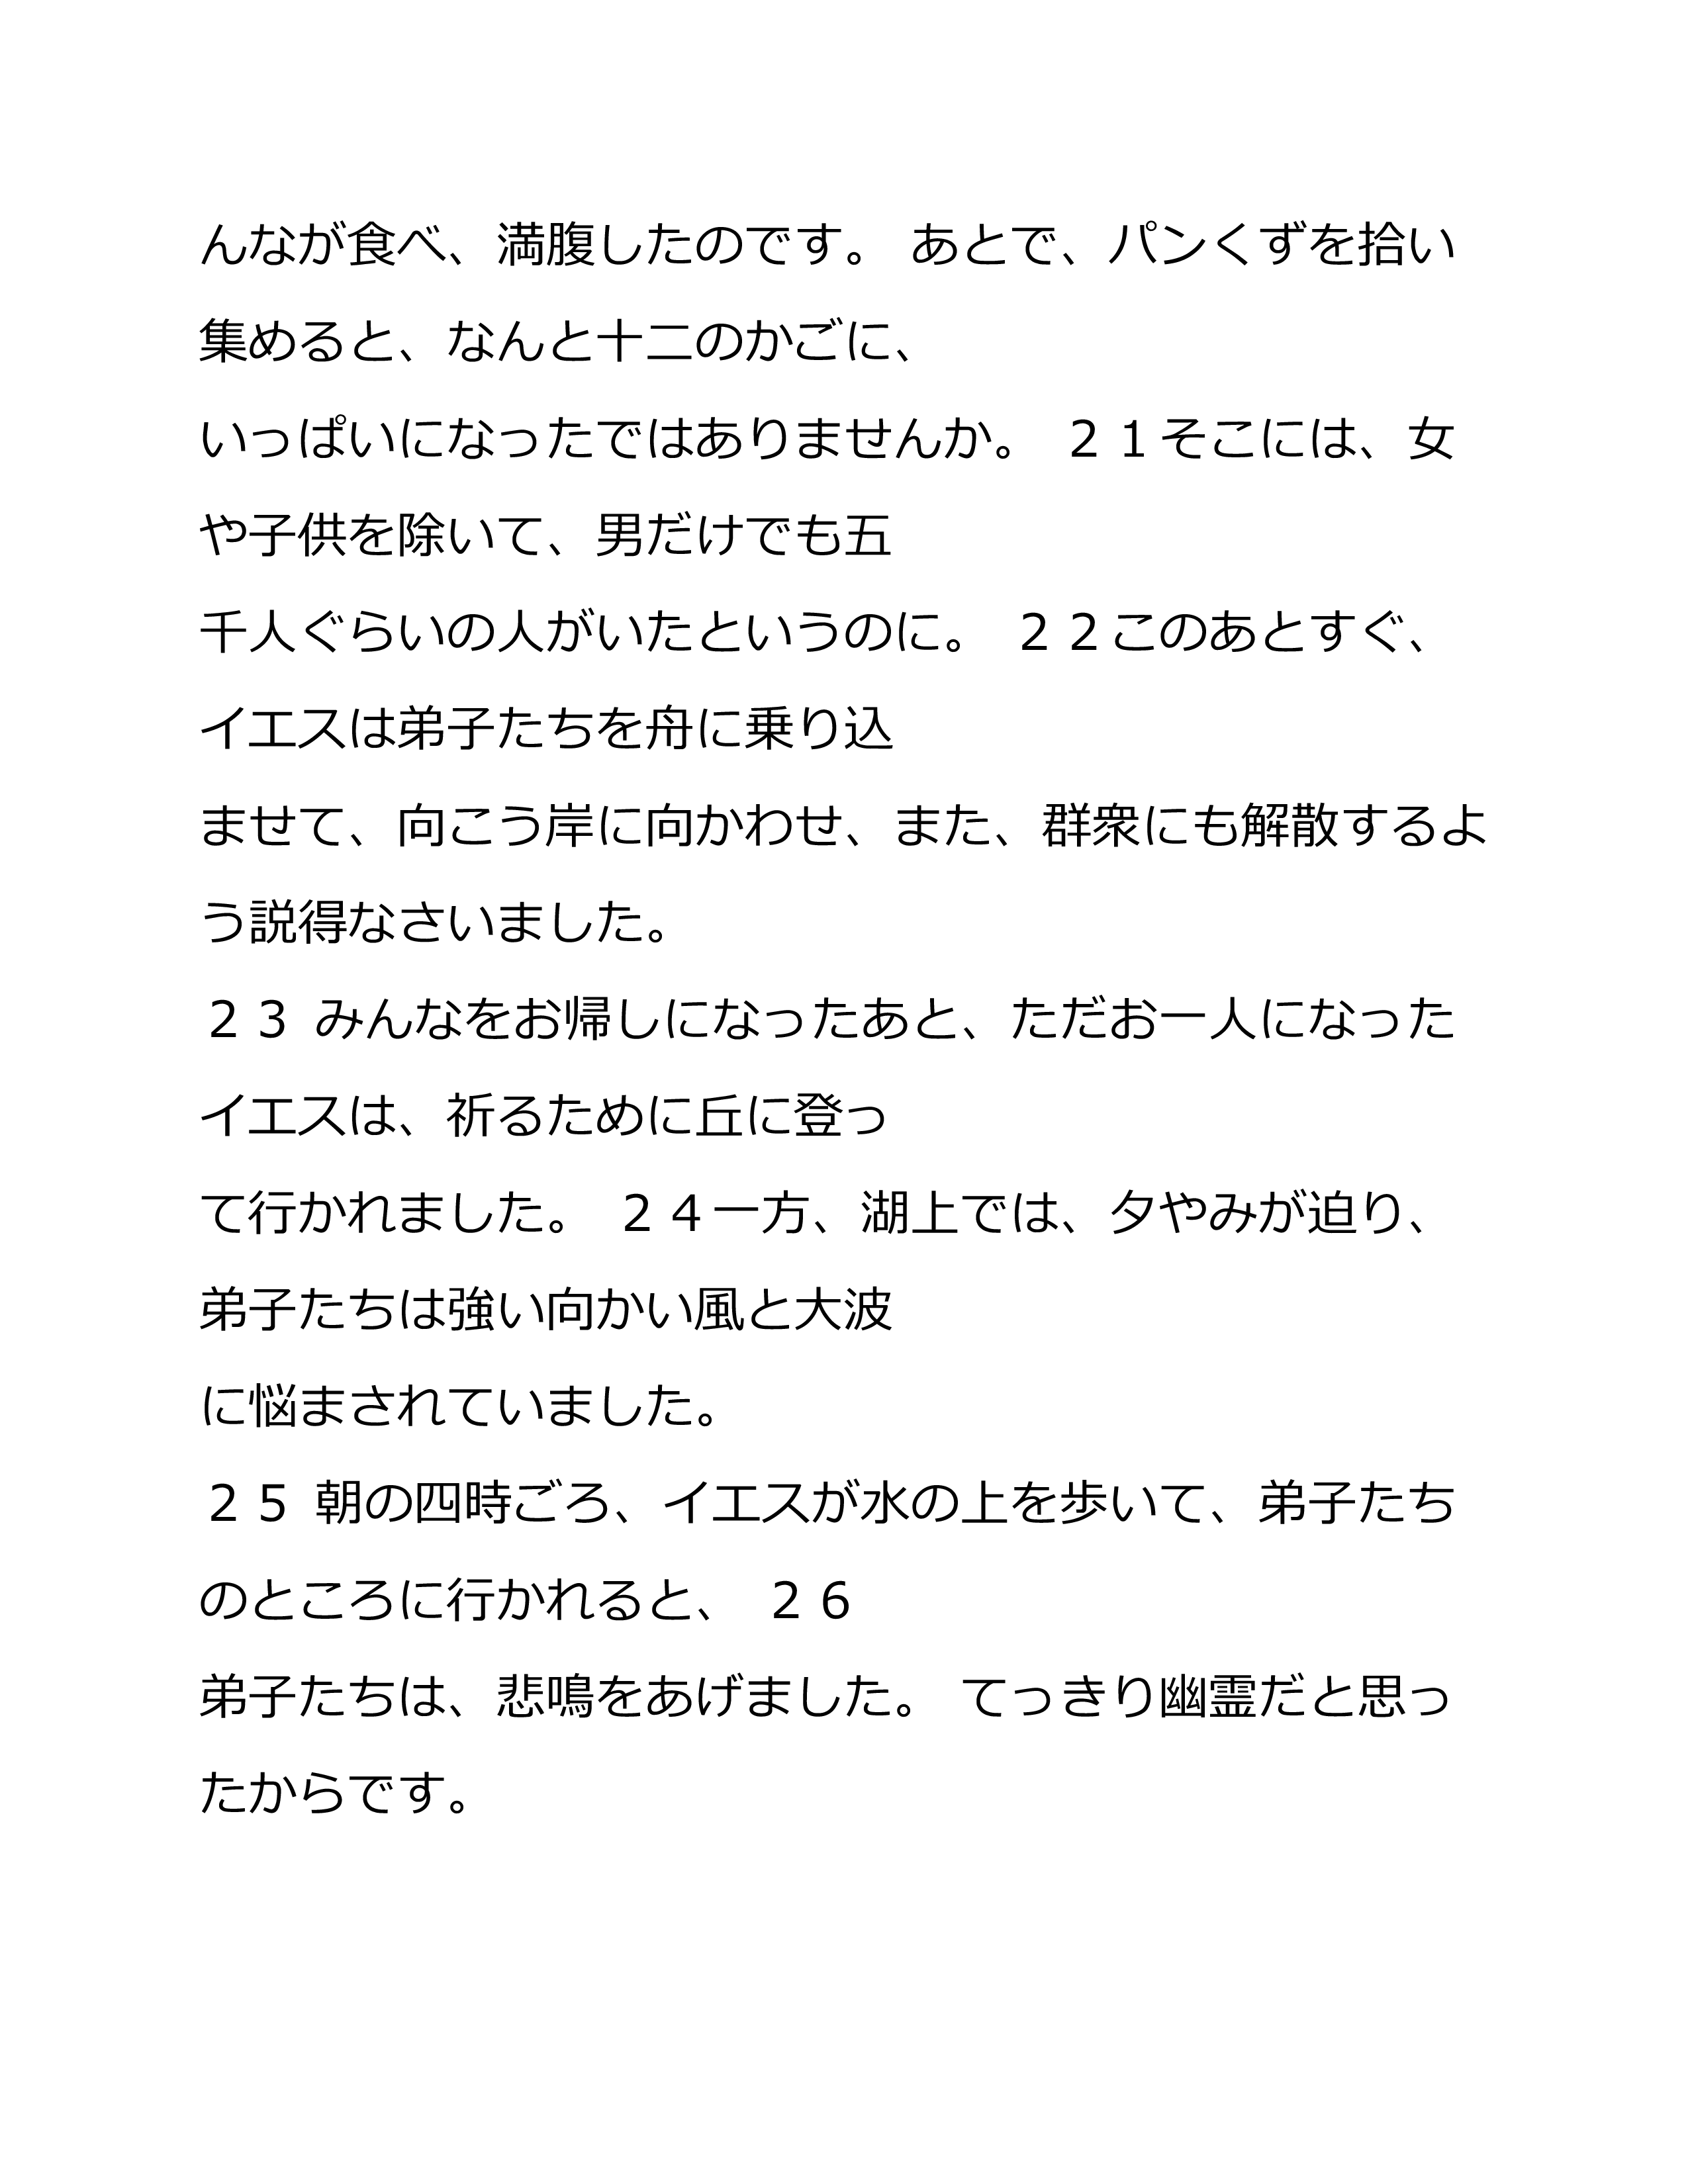 んなが食べ、満腹したのです。 あとで、パンくずを拾い
集めると、なんと十二のかごに、
いっぱいになったではありませんか。 ２１そこには、女
や子供を除いて、男だけでも五
千人ぐらいの人がいたというのに。 ２２このあとすぐ、
イエスは弟子たちを舟に乗り込
ませて、向こう岸に向かわせ、また、群衆にも解散するよ
う説得なさいました。
２３ みんなをお帰しになったあと、ただお一人になった
イエスは、祈るために丘に登っ
て行かれました。 ２４一方、湖上では、夕やみが迫り、
弟子たちは強い向かい風と大波
に悩まされていました。
２５ 朝の四時ごろ、イエスが水の上を歩いて、弟子たち
のところに行かれると、 ２６
弟子たちは、悲鳴をあげました。 てっきり幽霊だと思っ
たからです。